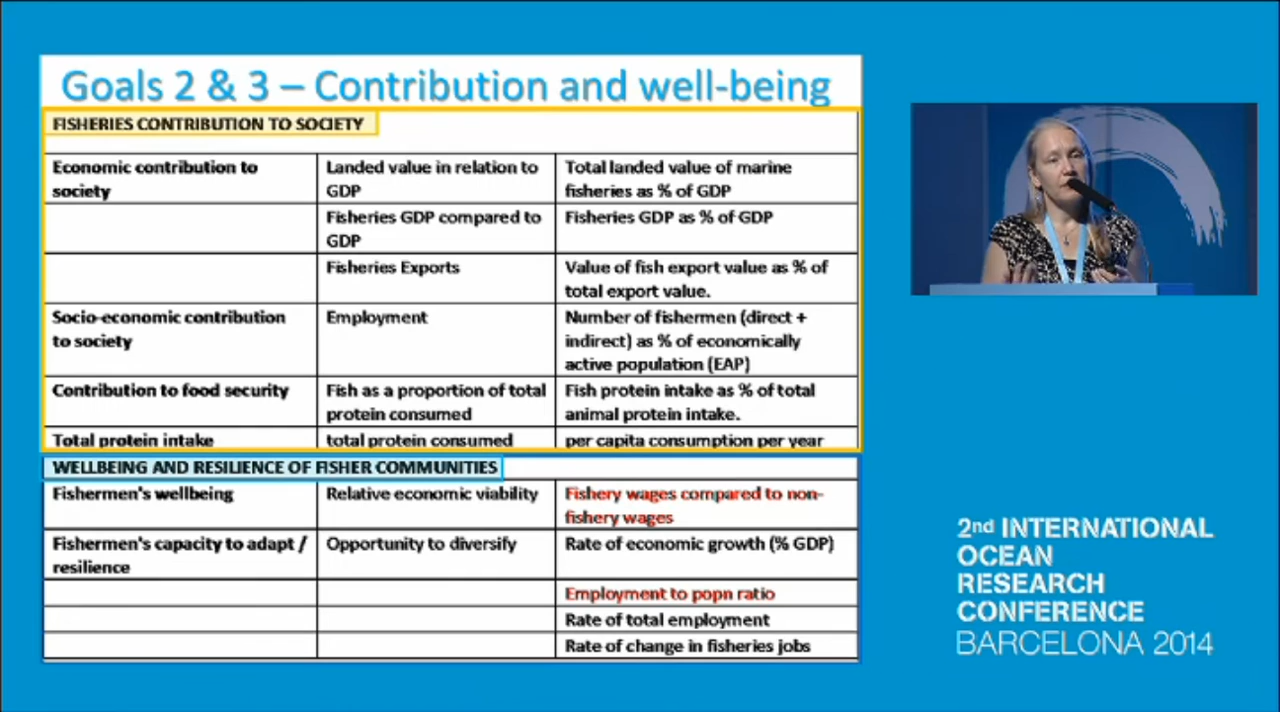 Goals 2 & 3 – Contribution and well-being
FISHERIES CONTRIBUTION TO SOCIETY
Economic contribution to
society
Landed value in relation to
GDP
Total landed value of marine
fisheries as % of GDP
Fisheries GDP compared to
GDP
Fisheries GDP as % of GDP
Fisheries Exports
Value of fish export value as % of
total export value.
Socio-economic contribution
to society
Employment
Number of fishermen (direct +
indirect) as % of economically
active population (EAP)
Contribution to food security
Fish as a proportion of total
protein consumed
Fish protein intake as % of total
animal protein intake.
Total protein intake
total protein consumed
per capita consumption per year
WELLBEING AND RESILIENCE OF FISHER COMMUNITIES
Fishermen's wellbeing
Relative economic viability
Fishery wages compared to non-
fishery wages
Fishermen's capacity to adapt /
resilience
Opportunity to diversify
Rate of economic growth (% GDP)
Employment to popn ratio
Rate of total employment
Rate of change in fisheries jobs
2nd INTERNATIONAL
OCEAN
RESEARCH
CONFERENCE
BARCELONA 2014